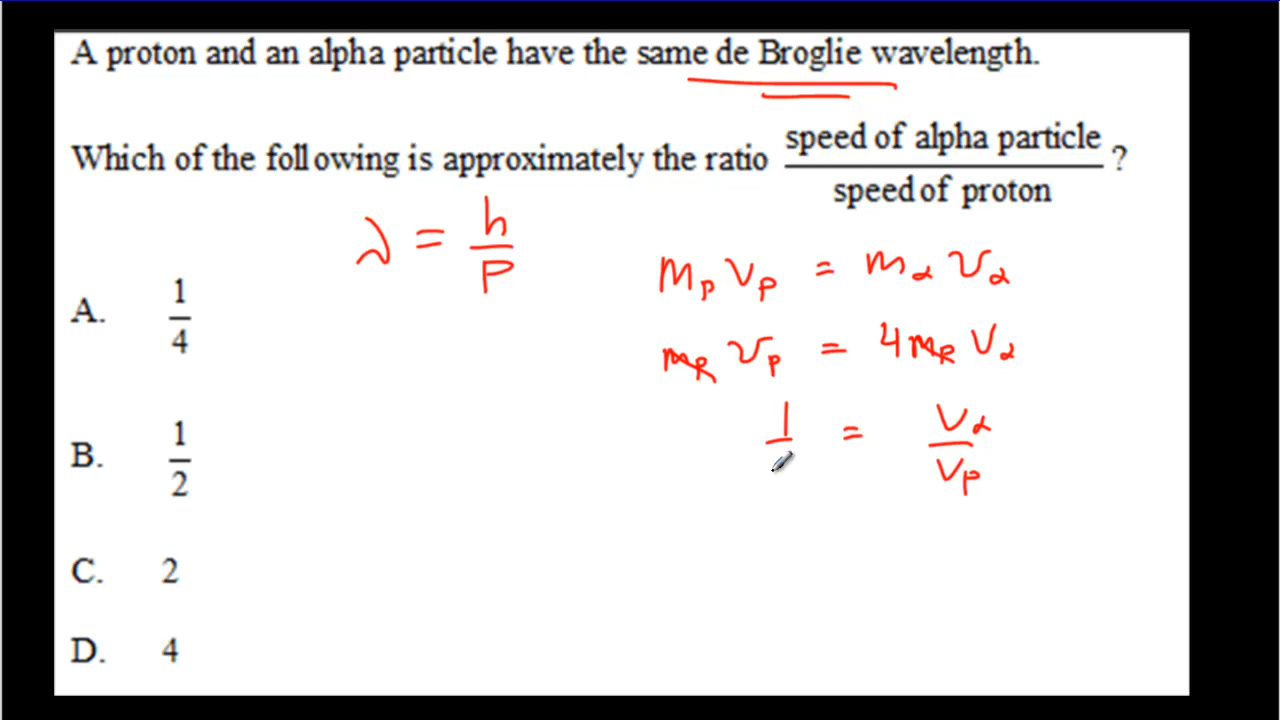 A proton and an alpha particle have the same de Broglie wavelength.
Which of the following is approximately the ratio speed of alpha particle / speed of proton ?
λ = h / P
m_p v_p = m_α v_α
m_p v_p = 4m_p v_α
1 / = v_α / v_p
A. 1/4
B. 1/2
C. 2
D. 4